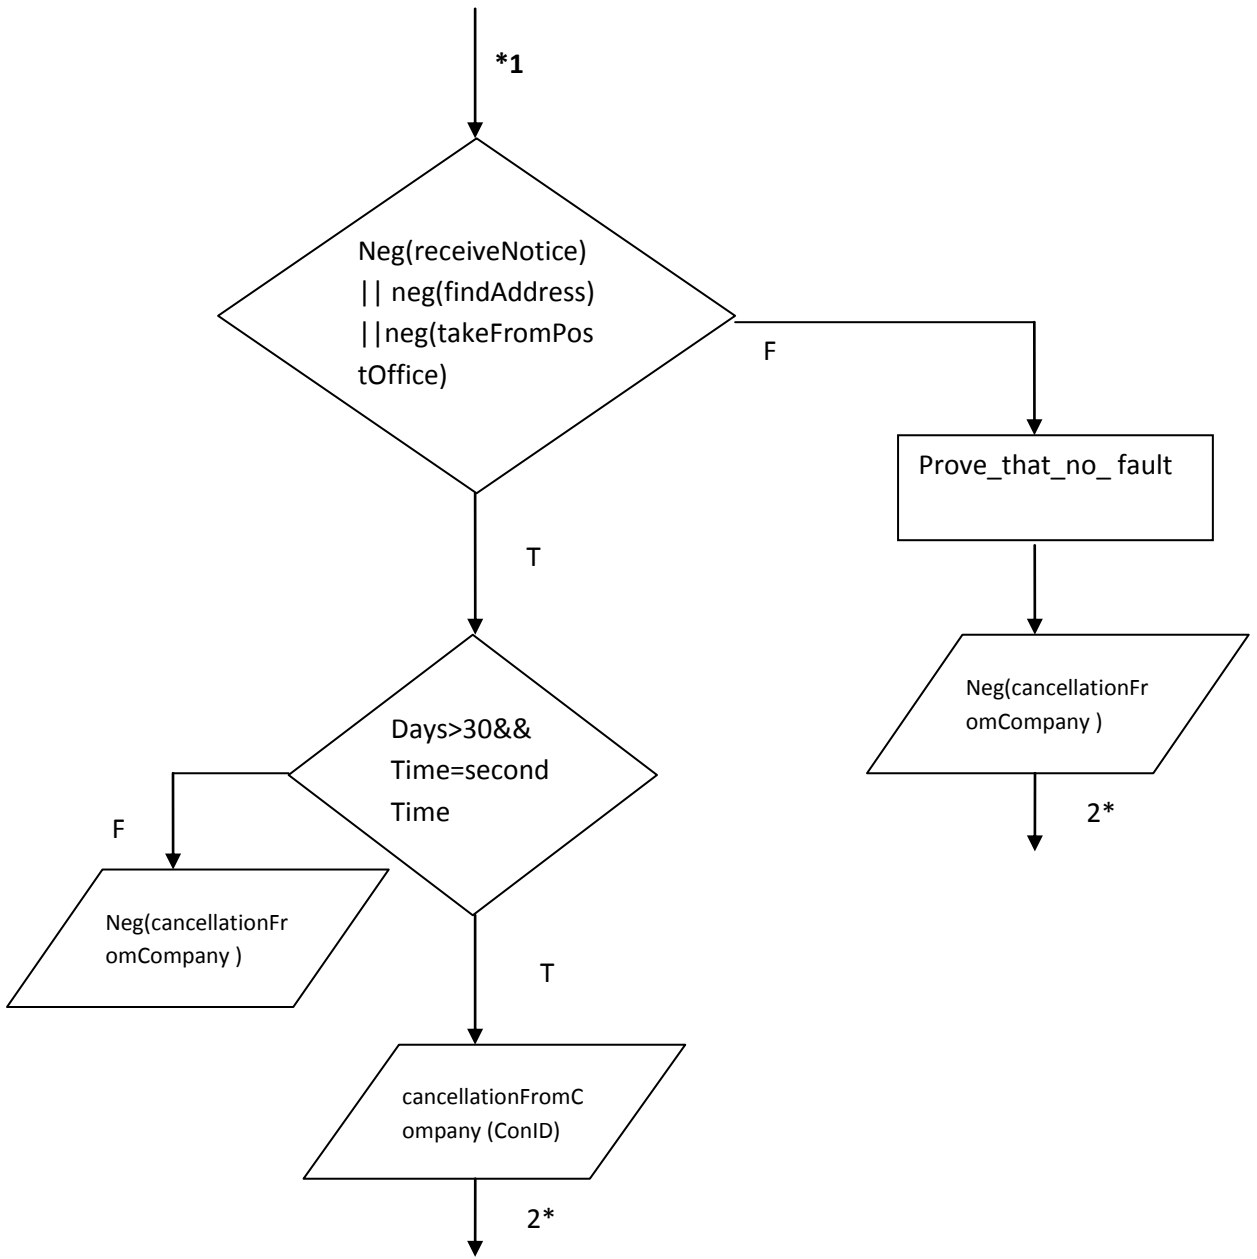 *1
Neg(receiveNotice)
|| neg(findAddress)
||neg(takeFromPos
tOffice)
F
Prove_that_no_ fault
T
Neg(cancellationFr
omCompany )
Days>30&&
Time=second
Time
2*
F
Neg(cancellationFr
omCompany )
T
cancellationFromC
ompany (ConID)
2*